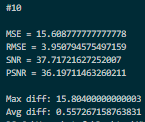 #10
MSE = 15.608777777777778
RMSE = 3.950794575497159
SNR = 37.71721627252007
PSNR = 36.19711463260211
Max diff: 15.80400000000003
Avg diff: 0.557267158763831